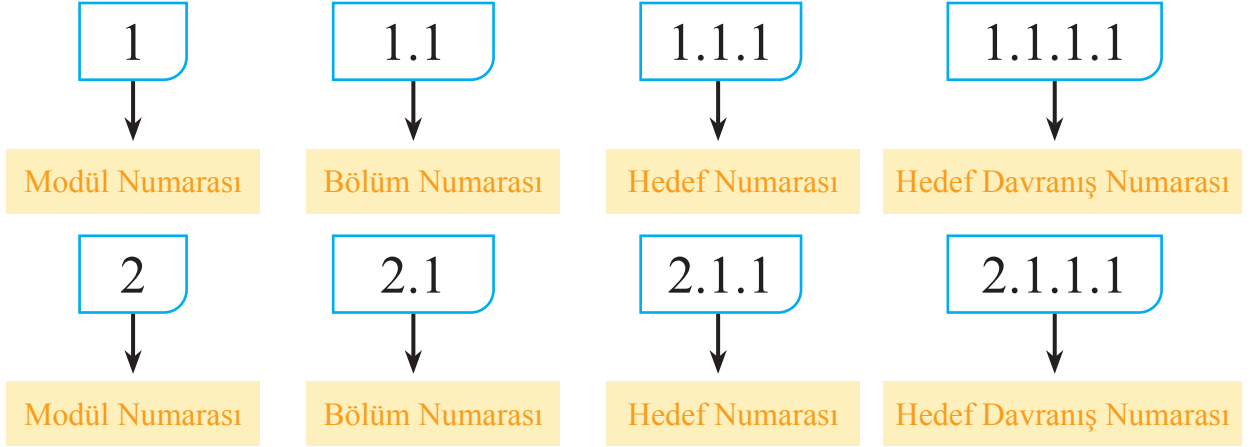 1 1.1 1.1.1 1.1.1.1
Modül Numarası Bölüm Numarası Hedef Numarası Hedef Davranış Numarası
2 2.1 2.1.1 2.1.1.1
Modül Numarası Bölüm Numarası Hedef Numarası Hedef Davranış Numarası